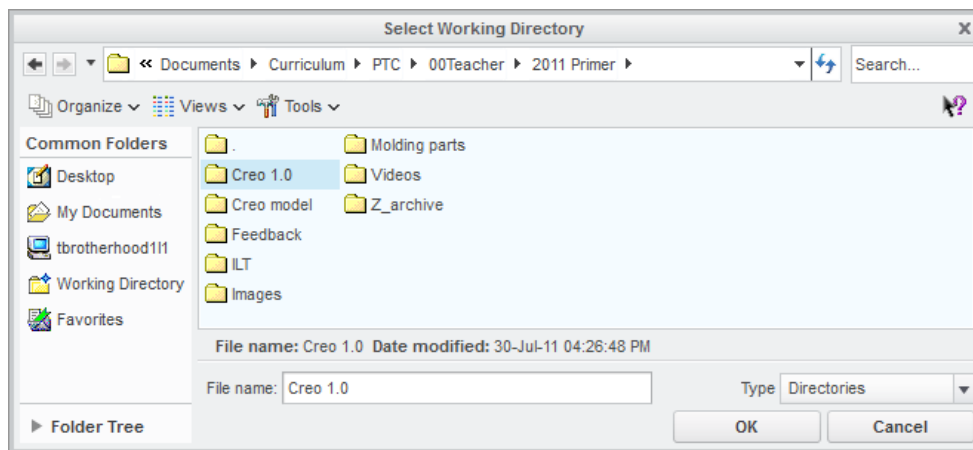 Select Working Directory
« Documents Curriculum PTC 00Teacher 2011 Primer
Search...
Organize Views Tools
Common Folders
Desktop
My Documents
tbrotherhood1l1
Working Directory
Favorites
Folder Tree
.
Creo 1.0
Creo model
Feedback
ILT
Images
Molding parts
Videos
Z_archive
File name: Creo 1.0 Date modified: 30-Jul-11 04:26:48 PM
File name: Creo 1.0
Type Directories
OK Cancel